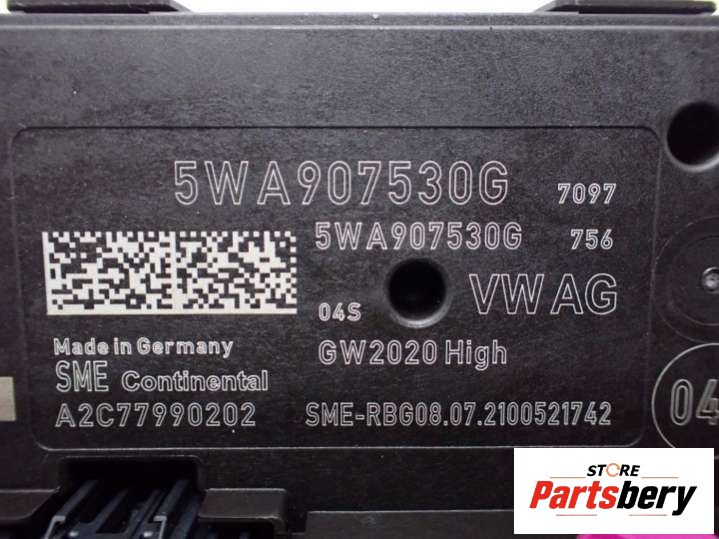 5WA907530G 7097
5WA907530G 756
04S VW AG
Made in Germany
GW2020 High
SME Continental
A2C77990202 SME-RBG08.07.2100521742
04
STORE
Partsbery